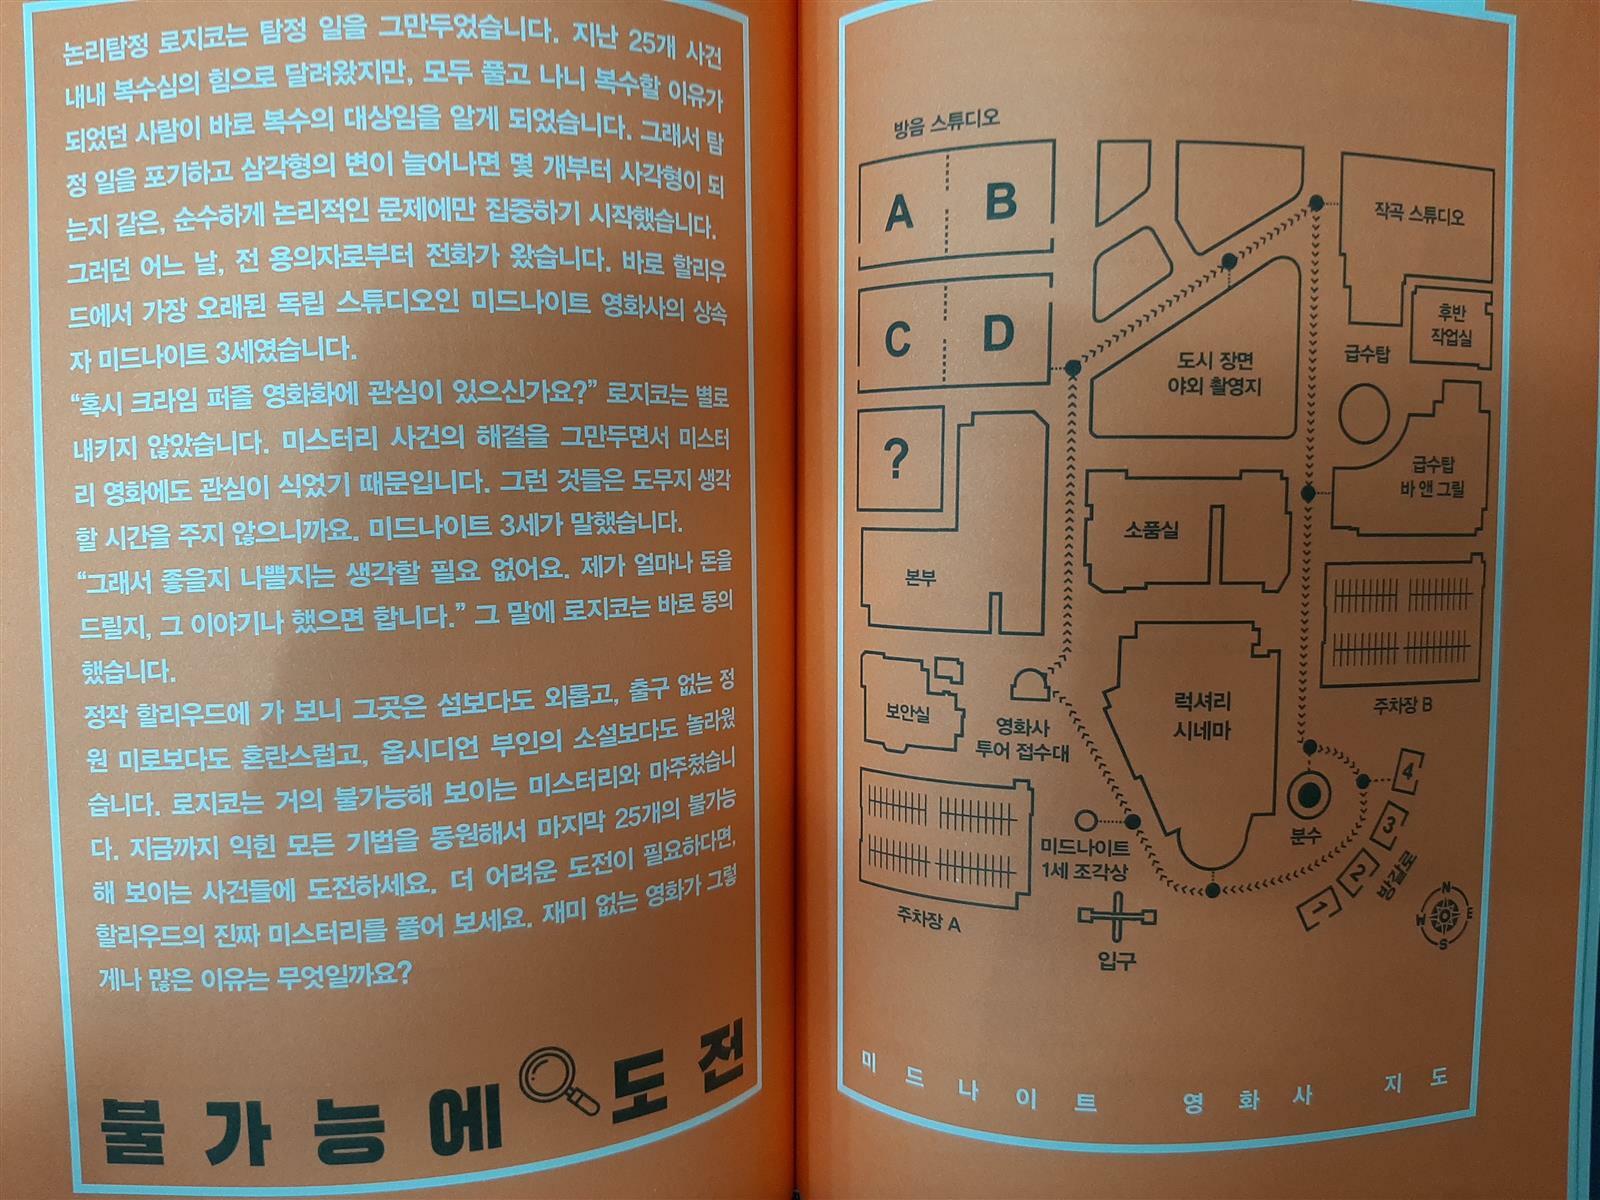 논리탐정 로지코는 탐정 일을 그만두었습니다. 지난 25개 사건
내내 복수심의 힘으로 달려왔지만, 모두 풀고 나니 복수할 이유가
되었던 사람이 바로 복수의 대상임을 알게 되었습니다. 그래서 탐
정 일을 포기하고 삼각형의 변이 늘어나면 몇 개부터 사각형이 되
는지 같은, 순수하게 논리적인 문제에만 집중하기 시작했습니다.
그러던 어느 날, 전 용의자로부터 전화가 왔습니다. 바로 할리우
드에서 가장 오래된 독립 스튜디오인 미드나이트 영화사의 상속
자 미드나이트 3세였습니다.
“혹시 크라임 퍼즐 영화화에 관심이 있으신가요?” 로지코는 별로
내키지 않았습니다. 미스터리 사건의 해결을 그만두면서 미스터
리 영화에도 관심이 식었기 때문입니다. 그런 것들은 도무지 생각
할 시간을 주지 않으니까요. 미드나이트 3세가 말했습니다.
“그래서 좋을지 나쁠지는 생각할 필요 없어요. 제가 얼마나 돈을
드릴지, 그 이야기나 했으면 합니다.” 그 말에 로지코는 바로 동의
했습니다.
정작 할리우드에 가 보니 그곳은 섬보다도 외롭고, 출구 없는 정
원 미로보다도 혼란스럽고, 옵시디언 부인의 소설보다도 놀라웠
습니다. 로지코는 거의 불가능해 보이는 미스터리와 마주쳤습니
다. 지금까지 익힌 모든 기법을 동원해서 마지막 25개의 불가능
해 보이는 사건들에 도전하세요. 더 어려운 도전이 필요하다면,
할리우드의 진짜 미스터리를 풀어 보세요. 재미 없는 영화가 그렇
게나 많은 이유는 무엇일까요?
불가능에 도전
방음 스튜디오
A
B
C
D
?
작곡 스튜디오
후반
작업실
급수탑
도시 장면
야외 촬영지
급수탑
바 앤 그릴
소품실
본부
주차장 B
럭셔리
시네마
보안실
영화사
투어 접수대
미드나이트
1세 조각상
주차장 A
입구
분수
4
3
2
1
방갈로
N
E
S
W
미드나이트 영화사 지도